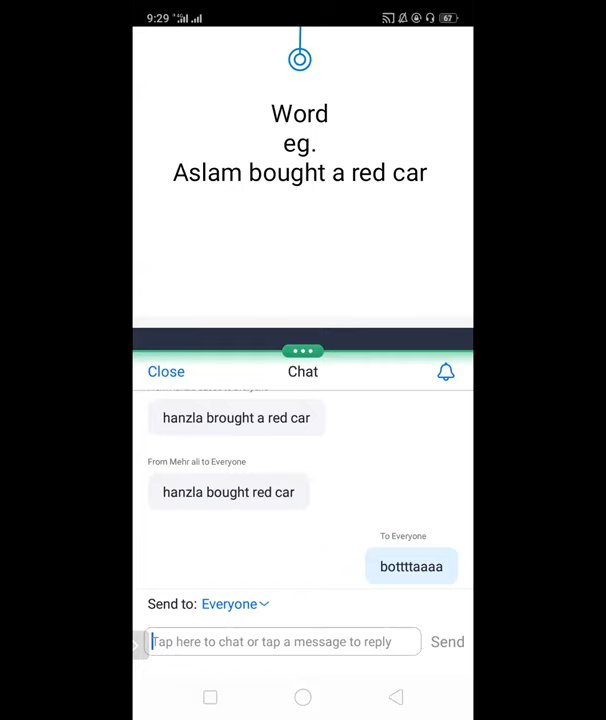 9:29
67
Word
eg.
Aslam bought a red car
Close
Chat
hanzla brought a red car
From Mehr ali to Everyone
hanzla bought red car
To Everyone
bottttaaaa
Send to: Everyone
Tap here to chat or tap a message to reply
Send